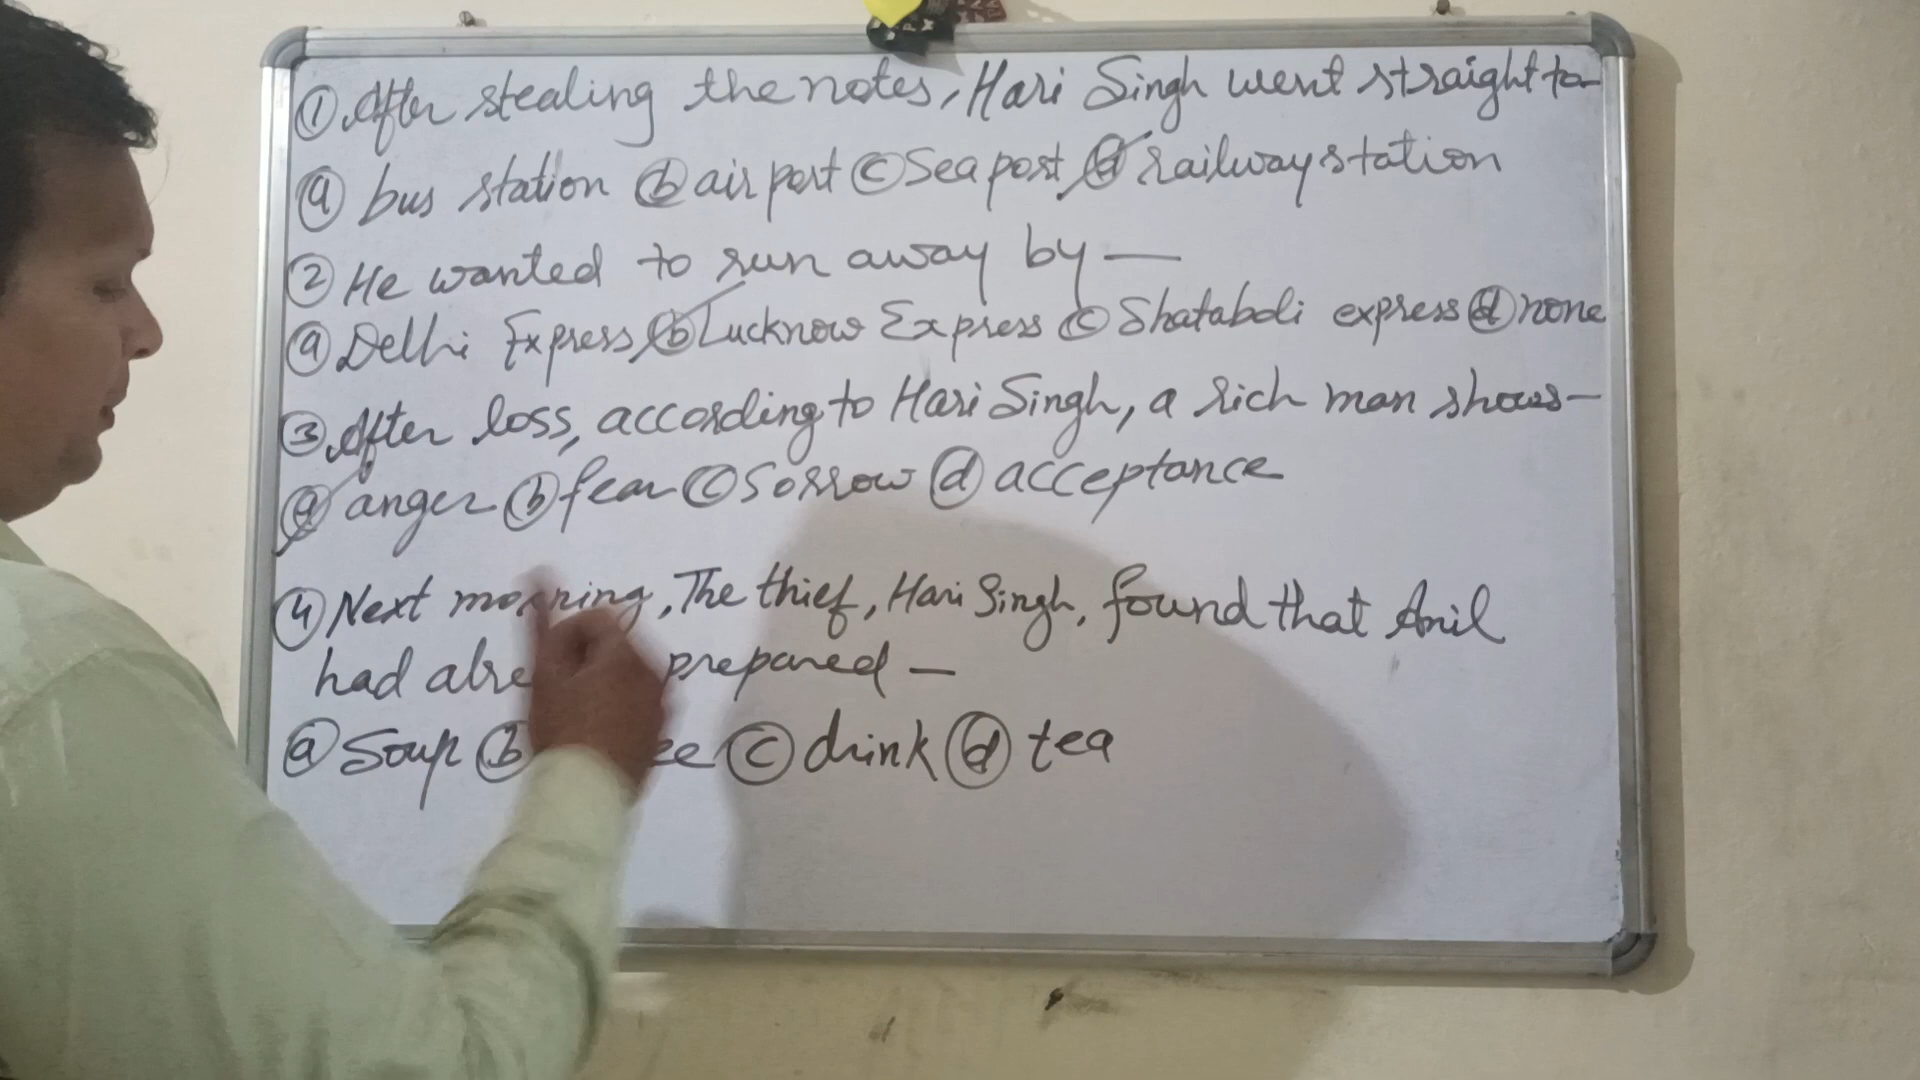 ① After stealing the notes, Hari Singh went straight to-
ⓐ bus station ⓑ air port ⓒ Sea port ⓓ railway station
② He wanted to run away by —
ⓐ Delhi Express ⓑ Lucknow Express ⓒ Shatabdi express ⓓ none
③ After loss, according to Hari Singh, a rich man shows-
ⓐ anger ⓑ fear ⓒ Sorrow ⓓ acceptance
④ Next morning, The thief, Hari Singh, found that Anil
had prepared —
ⓐ Soup ⓑ ⓒ drink ⓓ tea